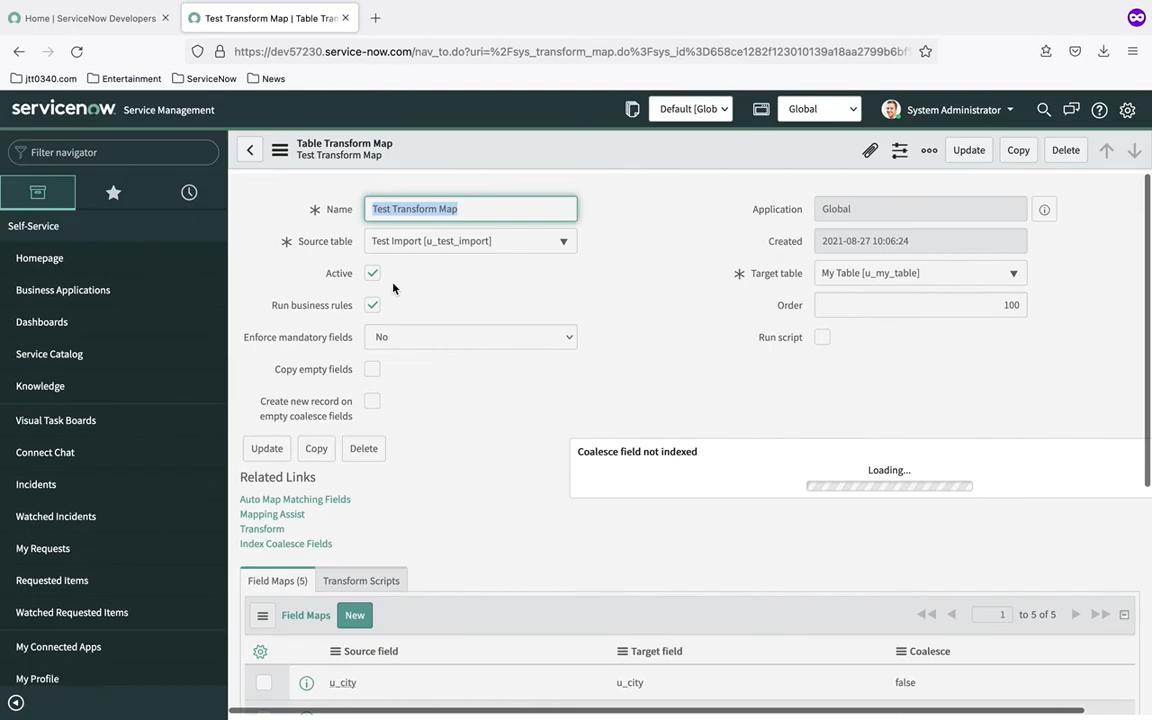 Home | ServiceNow Developers
Test Transform Map | Table Tran
https://dev57230.service-now.com/nav_to.do?uri=%2Fsys_transform_map.do%3Fsys_id%3D658ce1282f123010139a18aa2799b6bf
jtt0340.com
Entertainment
ServiceNow
News
servicenow
Service Management
Default [Glob
Global
System Administrator
Filter navigator
Table Transform Map
Test Transform Map
Update
Copy
Delete
Self-Service
Homepage
Business Applications
Dashboards
Service Catalog
Knowledge
Visual Task Boards
Connect Chat
Incidents
Watched Incidents
My Requests
Requested Items
Watched Requested Items
My Connected Apps
My Profile
Name
Test Transform Map
Application
Global
Source table
Test Import [u_test_import]
Created
2021-08-27 10:06:24
Active
Target table
My Table [u_my_table]
Run business rules
Order
100
Enforce mandatory fields
No
Run script
Copy empty fields
Create new record on
empty coalesce fields
Update
Copy
Delete
Coalesce field not indexed
Loading...
Related Links
Auto Map Matching Fields
Mapping Assist
Transform
Index Coalesce Fields
Field Maps (5)
Transform Scripts
Field Maps
New
1
to 5 of 5
Source field
Target field
Coalesce
u_city
u_city
false